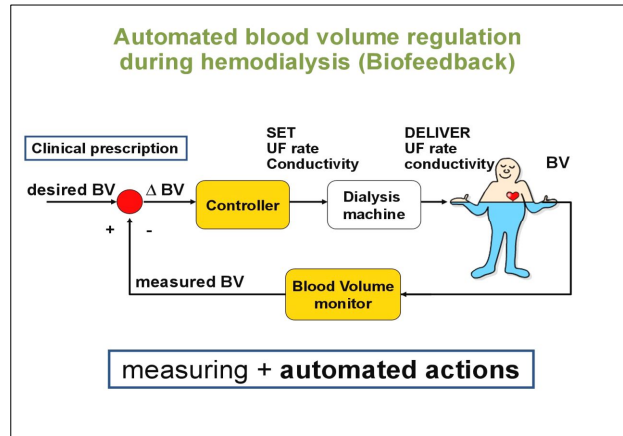 Automated blood volume regulation
during hemodialysis (Biofeedback)
Clinical prescription
SET
UF rate
Conductivity
DELIVER
UF rate
conductivity
BV
desired BV
Δ BV
+
-
Controller
Dialysis
machine
measured BV
Blood Volume
monitor
measuring + automated actions